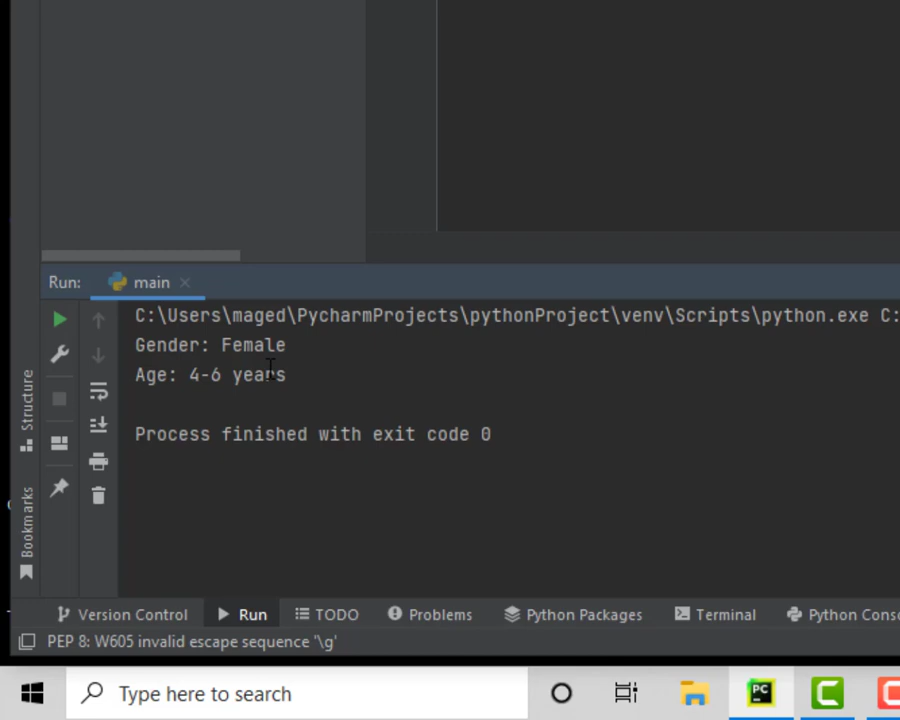 Run: main
C:\Users\maged\PycharmProjects\pythonProject\venv\Scripts\python.exe C:
Gender: Female
Age: 4-6 years
Process finished with exit code 0
Structure
Bookmarks
Version Control Run TODO Problems Python Packages Terminal Python Conso
PEP 8: W605 invalid escape sequence '\g'
Type here to search
PC